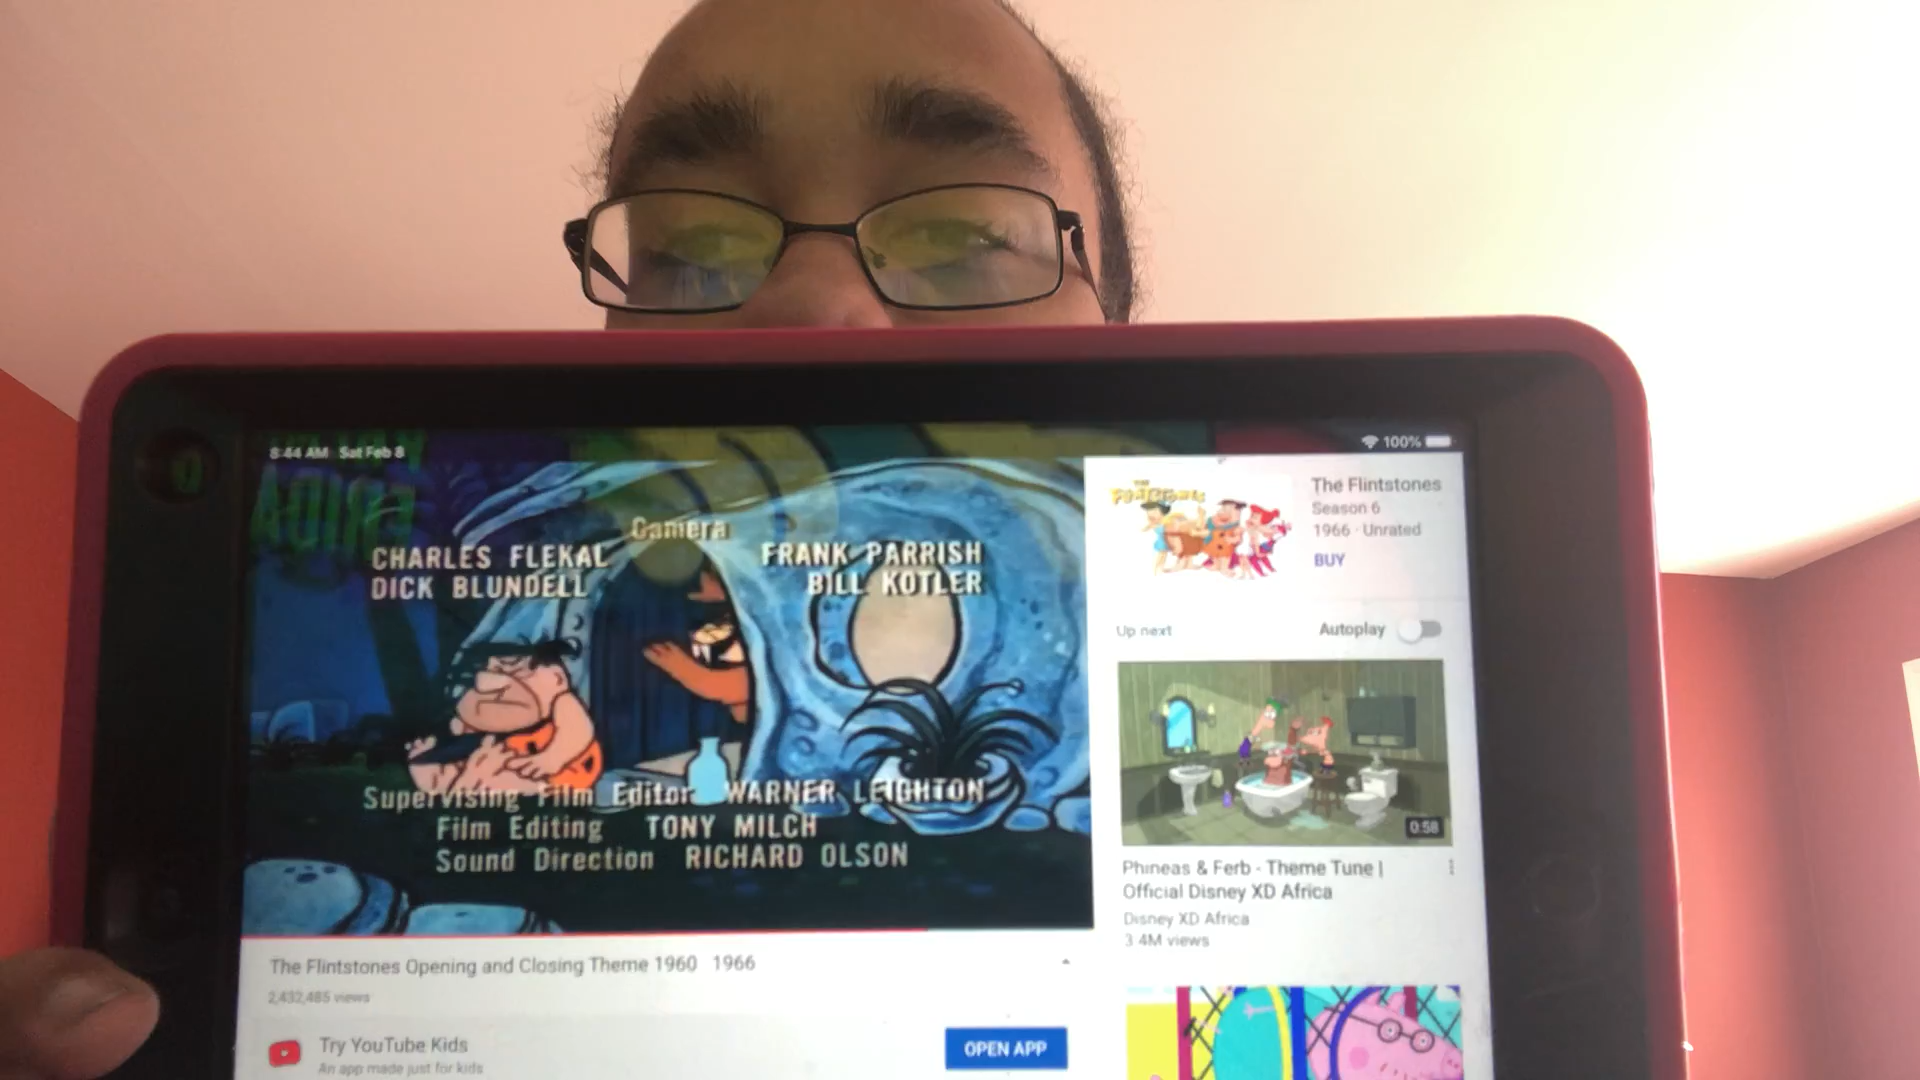 8:44 AM Sat Feb 8
100%
Camera
CHARLES FLEKAL
FRANK PARRISH
DICK BLUNDELL
BILL KOTLER
Supervising Film Editor WARNER LEIGHTON
Film Editing TONY MILCH
Sound Direction RICHARD OLSON
The Flintstones Opening and Closing Theme 1960 1966
2,432,485 views
Try YouTube Kids
An app made just for kids
OPEN APP
THE FLINTSTONES
The Flintstones
Season 6
1966 · Unrated
BUY
Up next
Autoplay
0:58
Phineas & Ferb - Theme Tune |
Official Disney XD Africa
Disney XD Africa
3.4M views